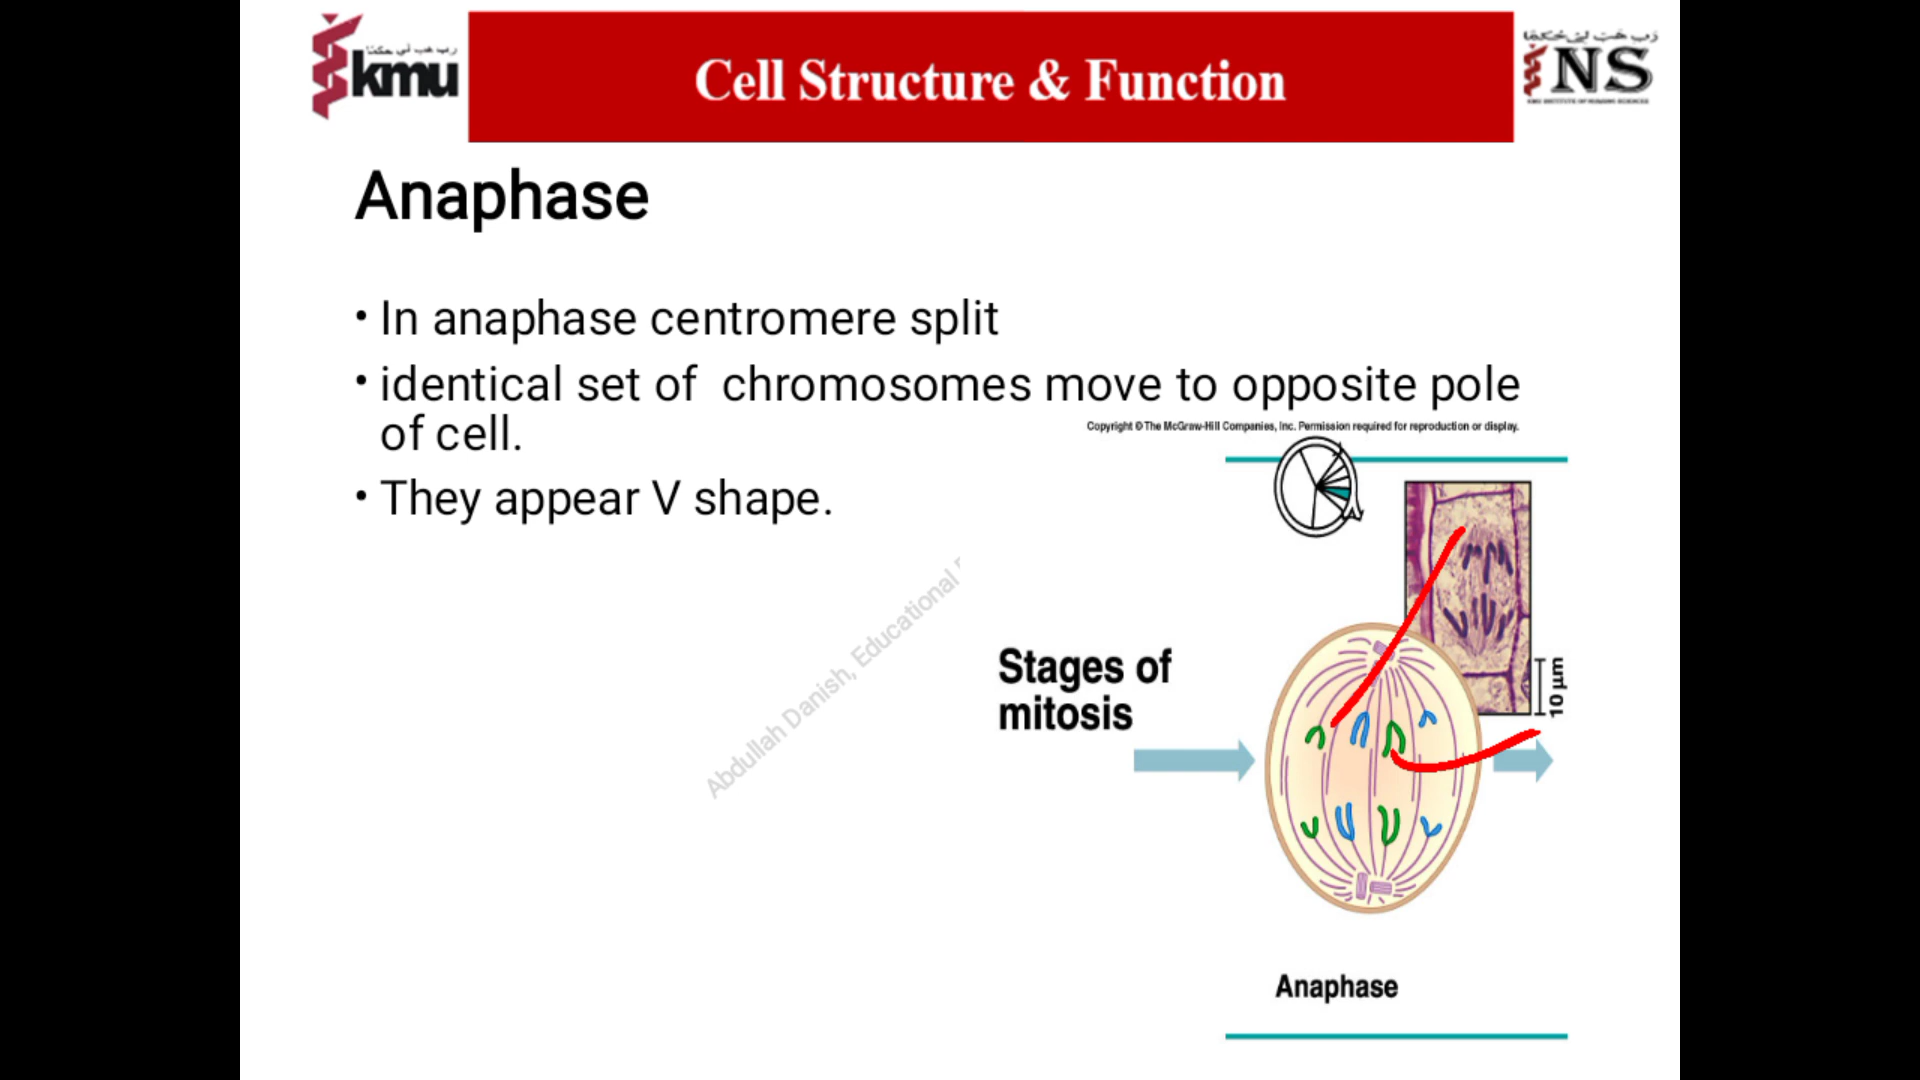 kmu
Cell Structure & Function
INS
Anaphase
• In anaphase centromere split
• identical set of chromosomes move to opposite pole
of cell.
Copyright © The McGraw-Hill Companies, Inc. Permission required for reproduction or display.
• They appear V shape.
Abdullah Danish, Educational
Stages of
mitosis
10 µm
Anaphase